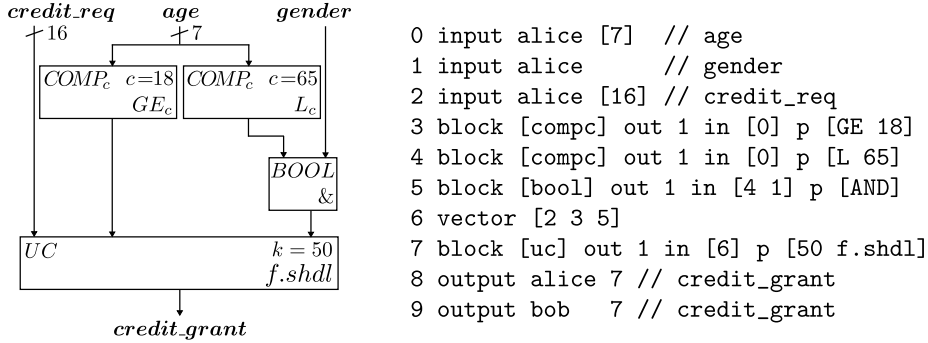 credit_req age gender
16 7
COMPc c=18
GEc
COMPc c=65
Lc
BOOL
&
UC k = 50
f.shdl
credit_grant
0 input alice [7] // age
1 input alice // gender
2 input alice [16] // credit_req
3 block [compc] out 1 in [0] p [GE 18]
4 block [compc] out 1 in [0] p [L 65]
5 block [bool] out 1 in [4 1] p [AND]
6 vector [2 3 5]
7 block [uc] out 1 in [6] p [50 f.shdl]
8 output alice 7 // credit_grant
9 output bob 7 // credit_grant